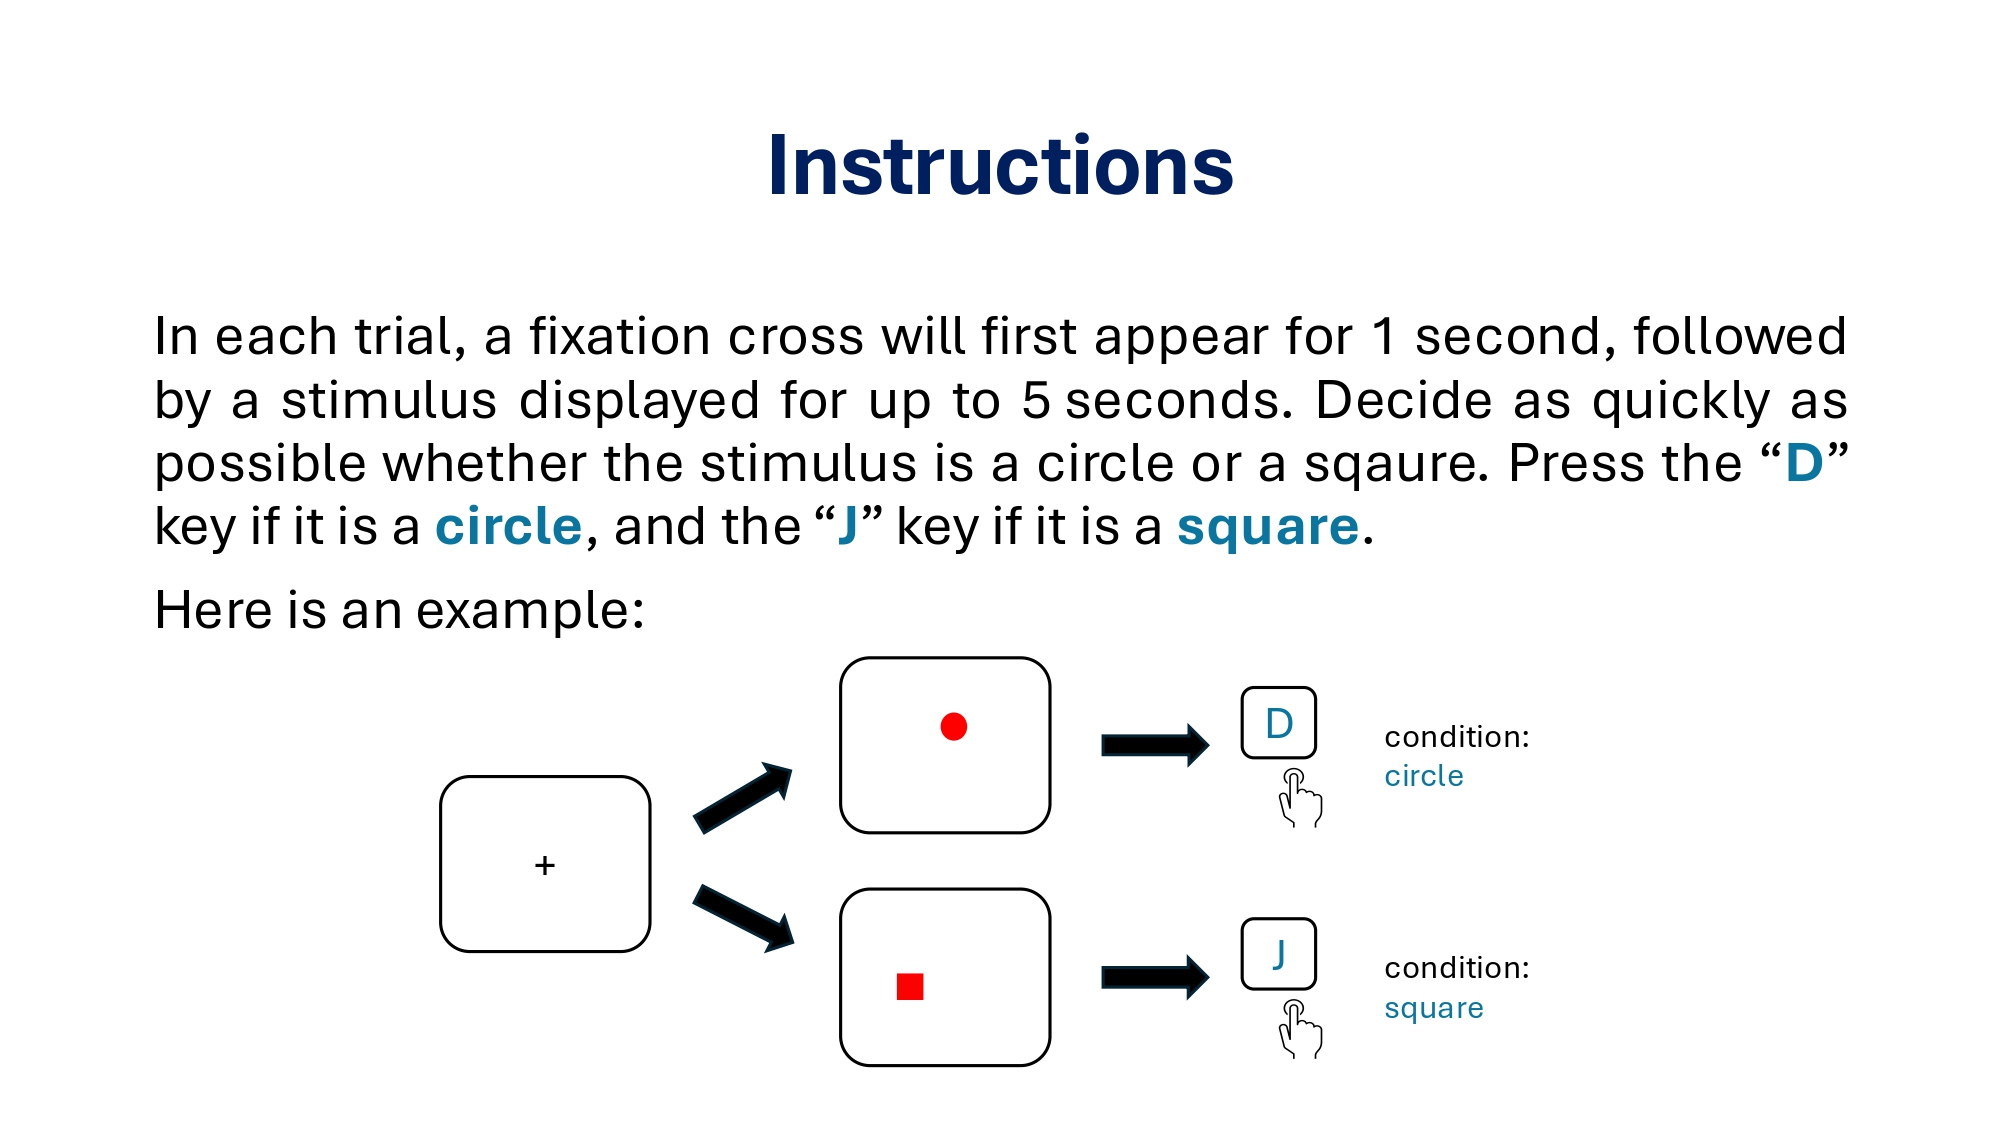 Instructions
In each trial, a fixation cross will first appear for 1 second, followed
by a stimulus displayed for up to 5 seconds. Decide as quickly as
possible whether the stimulus is a circle or a sqaure. Press the “D”
key if it is a circle, and the “J” key if it is a square.
Here is an example:
+
D
condition:
circle
J
condition:
square